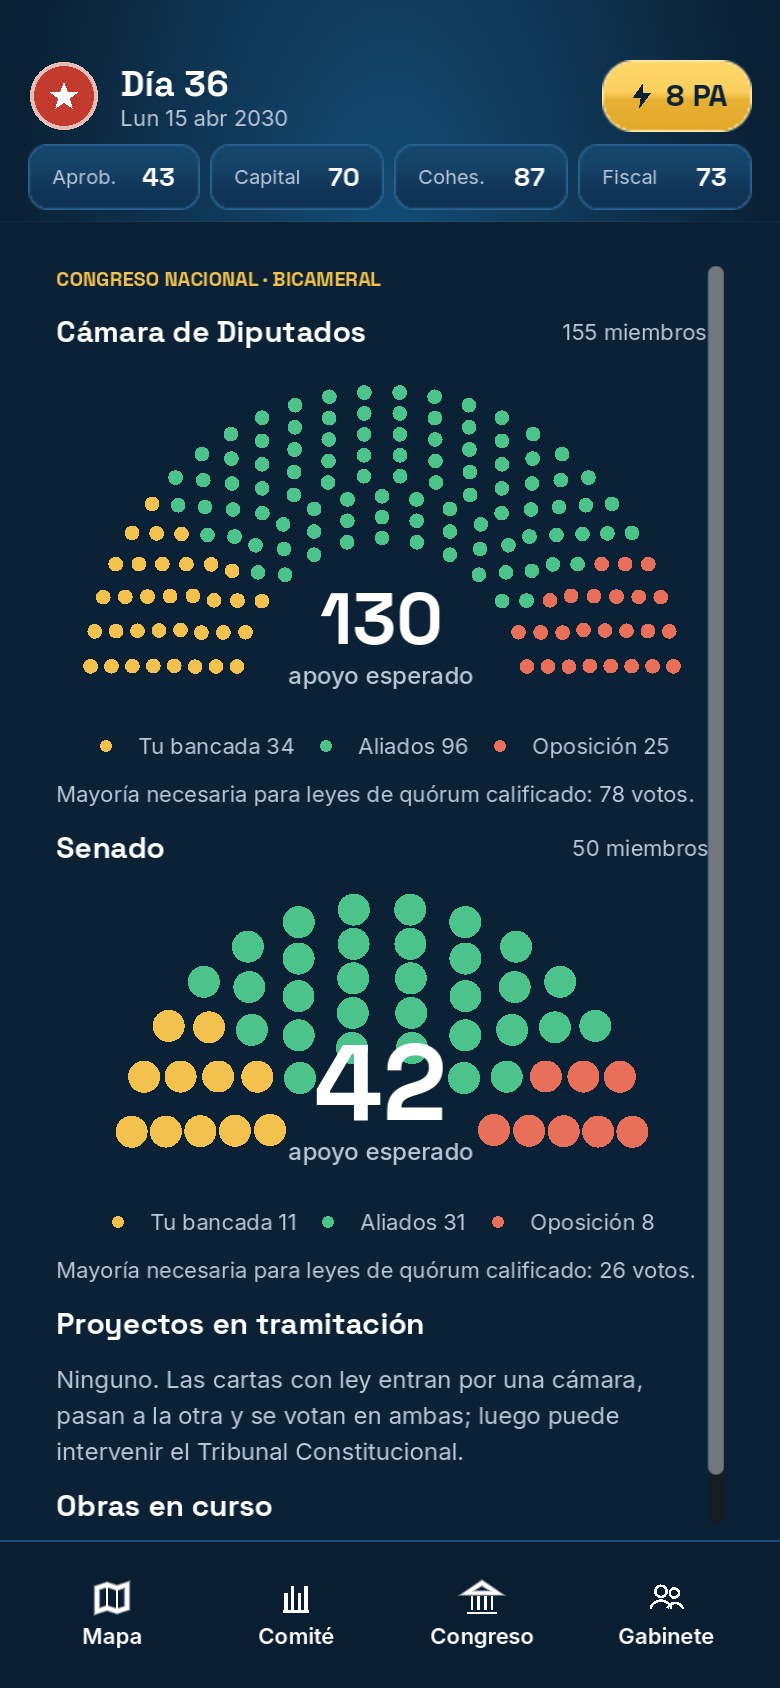 Día 36
Lun 15 abr 2030
8 PA
Aprob. 43
Capital 70
Cohes. 87
Fiscal 73
CONGRESO NACIONAL · BICAMERAL
Cámara de Diputados
155 miembros
130
apoyo esperado
Tu bancada 34
Aliados 96
Oposición 25
Mayoría necesaria para leyes de quórum calificado: 78 votos.
Senado
50 miembros
42
apoyo esperado
Tu bancada 11
Aliados 31
Oposición 8
Mayoría necesaria para leyes de quórum calificado: 26 votos.
Proyectos en tramitación
Ninguno. Las cartas con ley entran por una cámara,
pasan a la otra y se votan en ambas; luego puede
intervenir el Tribunal Constitucional.
Obras en curso
Mapa
Comité
Congreso
Gabinete